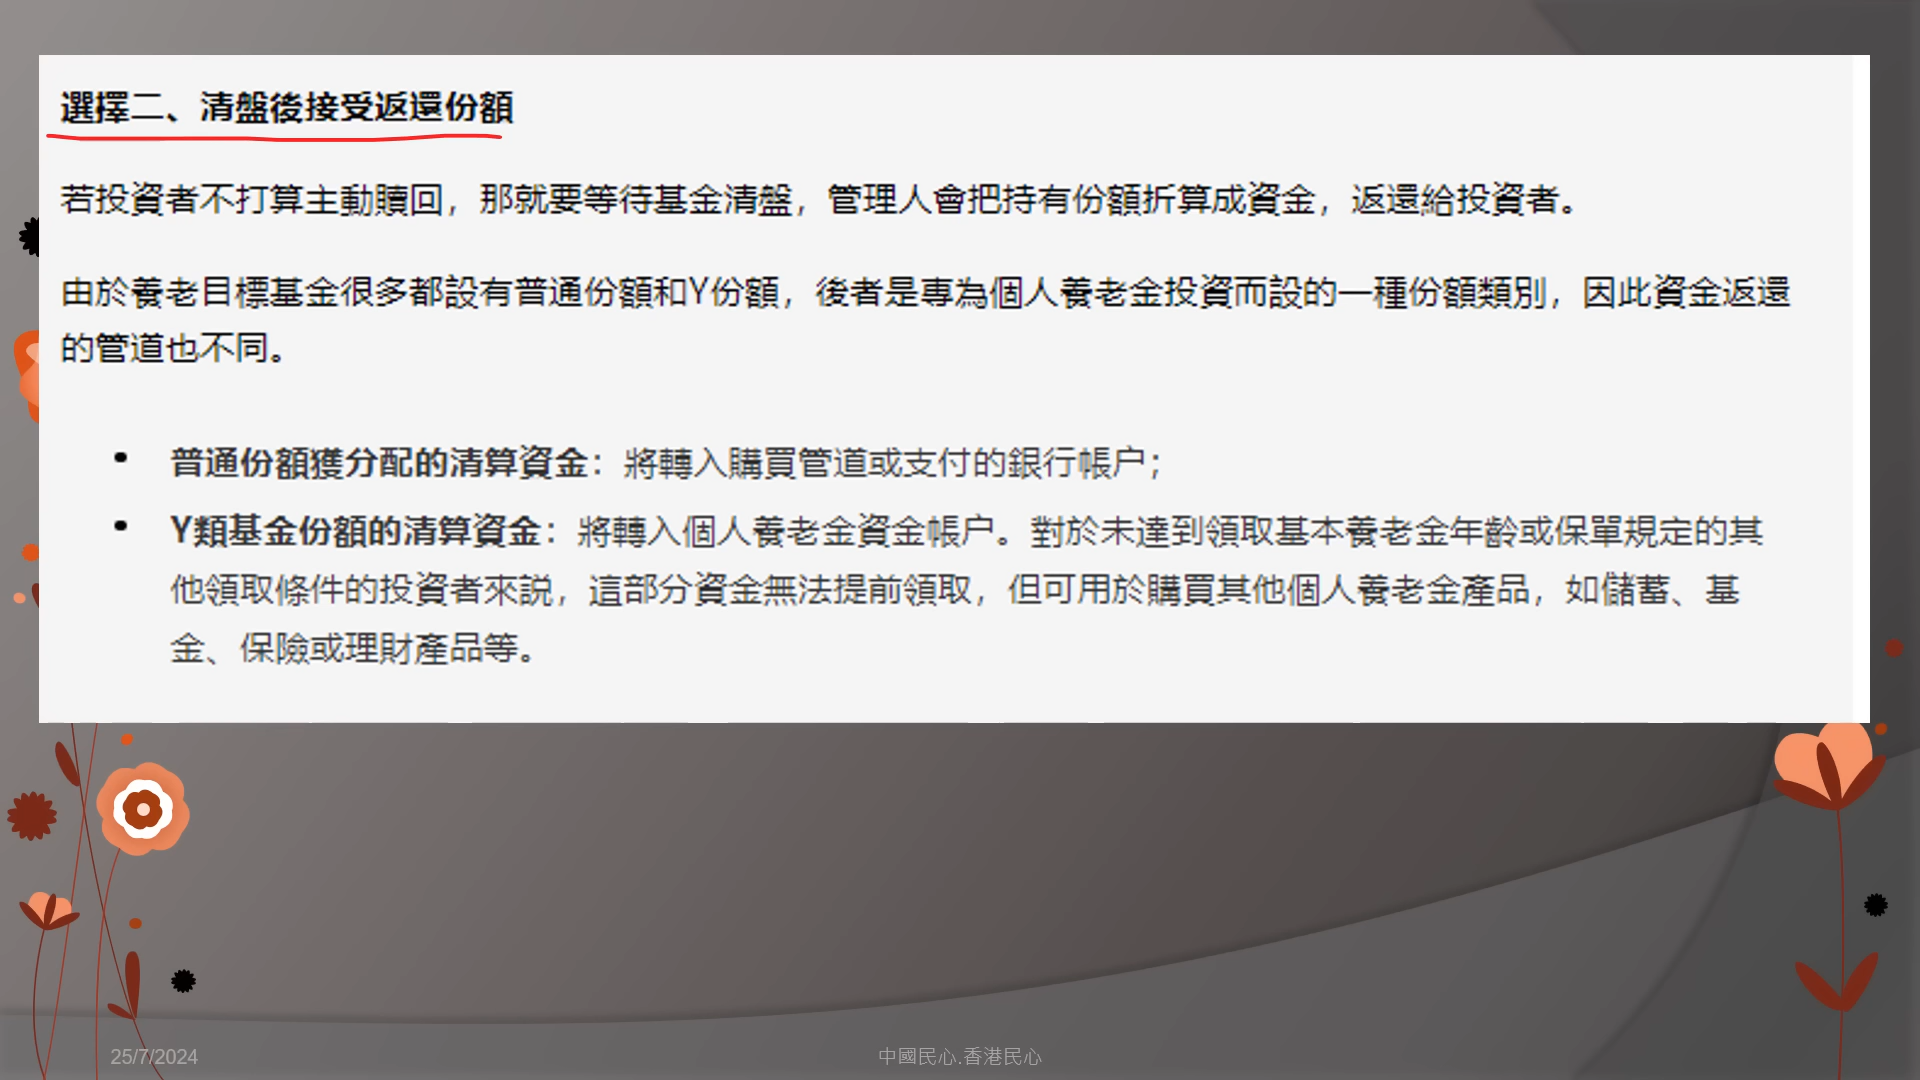 選擇二、清盤後接受返還份額
若投資者不打算主動贖回，那就要等待基金清盤，管理人會把持有份額折算成資金，返還給投資者。
由於養老目標基金很多都設有普通份額和Y份額，後者是專為個人養老金投資而設的一種份額類別，因此資金返還
的管道也不同。
• 普通份額獲分配的清算資金：將轉入購買管道或支付的銀行帳户；
• Y類基金份額的清算資金：將轉入個人養老金資金帳户。對於未達到領取基本養老金年齡或保單規定的其
他領取條件的投資者來説，這部分資金無法提前領取，但可用於購買其他個人養老金產品，如儲蓄、基
金、保險或理財產品等。
25/7/2024
中國民心.香港民心